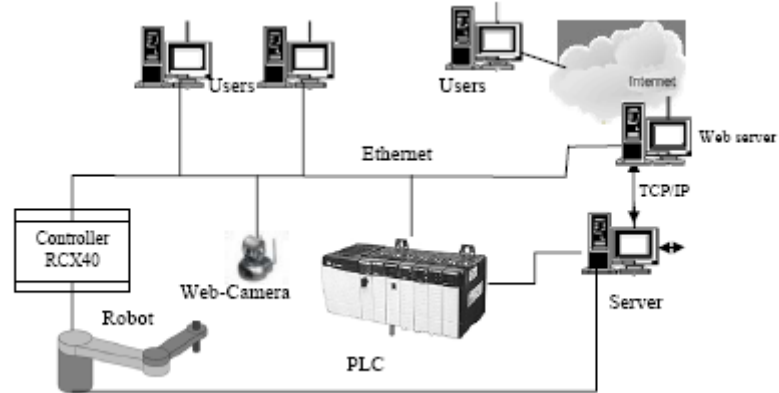 Users
Users
Internet
Web server
Ethernet
TCP/IP
Controller
RCX40
Web-Camera
Server
Robot
PLC